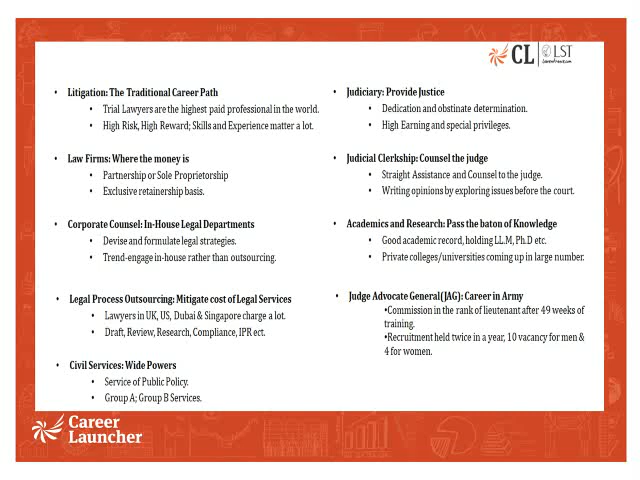 CL LST
• Litigation: The Traditional Career Path
• Trial Lawyers are the highest paid professional in the world.
• High Risk, High Reward; Skills and Experience matter a lot.
• Law Firms: Where the money is
• Partnership or Sole Proprietorship
• Exclusive retainership basis.
• Corporate Counsel: In-House Legal Departments
• Devise and formulate legal strategies.
• Trend-engage in-house rather than outsourcing.
• Legal Process Outsourcing: Mitigate cost of Legal Services
• Lawyers in UK, US, Dubai & Singapore charge a lot.
• Draft, Review, Research, Compliance, IPR ect.
• Civil Services: Wide Powers
• Service of Public Policy.
• Group A; Group B Services.
• Judiciary: Provide Justice
• Dedication and obstinate determination.
• High Earning and special privileges.
• Judicial Clerkship: Counsel the judge
• Straight Assistance and Counsel to the judge.
• Writing opinions by exploring issues before the court.
• Academics and Research: Pass the baton of Knowledge
• Good academic record, holding LL.M, Ph.D etc.
• Private colleges/universities coming up in large number.
• Judge Advocate General(JAG): Career in Army
•Commission in the rank of lieutenant after 49 weeks of
training.
•Recruitment held twice in a year, 10 vacancy for men &
4 for women.
Career
Launcher